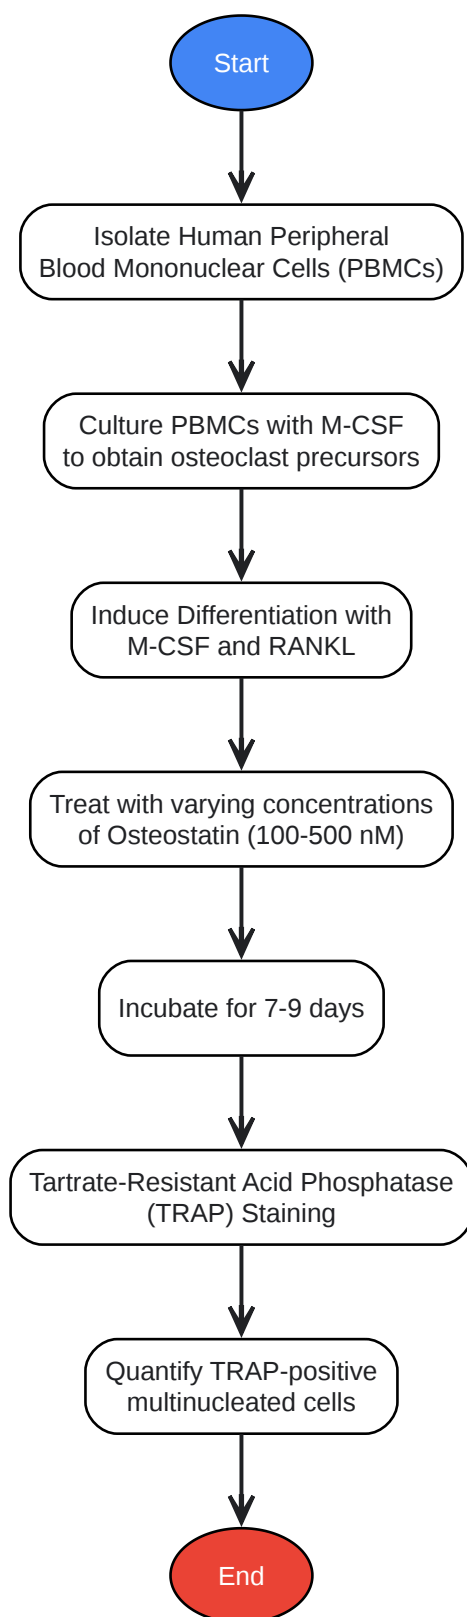 Start
Isolate Human Peripheral
Blood Mononuclear Cells (PBMCs)
Culture PBMCs with M-CSF
to obtain osteoclast precursors
Induce Differentiation with
M-CSF and RANKL
Treat with varying concentrations
of Osteostatin (100-500 nM)
Incubate for 7-9 days
Tartrate-Resistant Acid Phosphatase
(TRAP) Staining
Quantify TRAP-positive
multinucleated cells
End